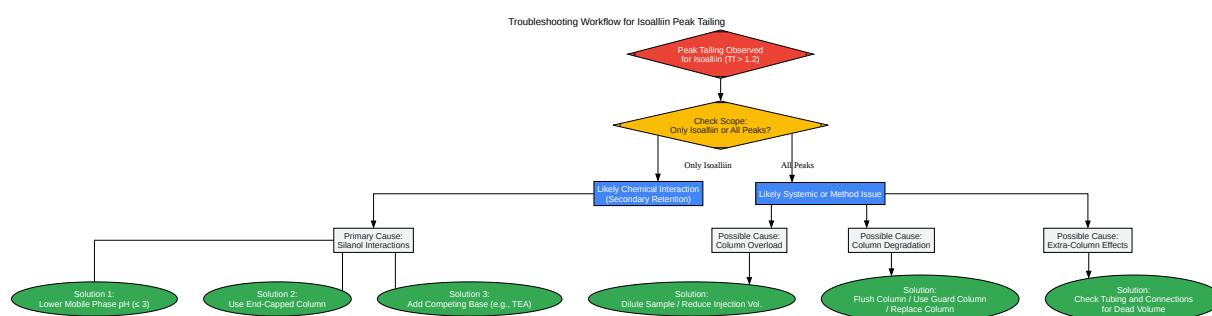 Troubleshooting Workflow for Isoalliin Peak Tailing
Peak Tailing Observed
for Isoalliin (Tf > 1.2)
Check Scope:
Only Isoalliin or All Peaks?
Only Isoalliin
All Peaks
Likely Chemical Interaction
(Secondary Retention)
Likely Systemic or Method Issue
Primary Cause:
Silanol Interactions
Possible Cause:
Column Overload
Possible Cause:
Column Degradation
Possible Cause:
Extra-Column Effects
Solution 1:
Lower Mobile Phase pH (≤ 3)
Solution 2:
Use End-Capped Column
Solution 3:
Add Competing Base (e.g., TEA)
Solution:
Dilute Sample / Reduce Injection Vol.
Solution:
Flush Column / Use Guard Column
/ Replace Column
Solution:
Check Tubing and Connections
for Dead Volume